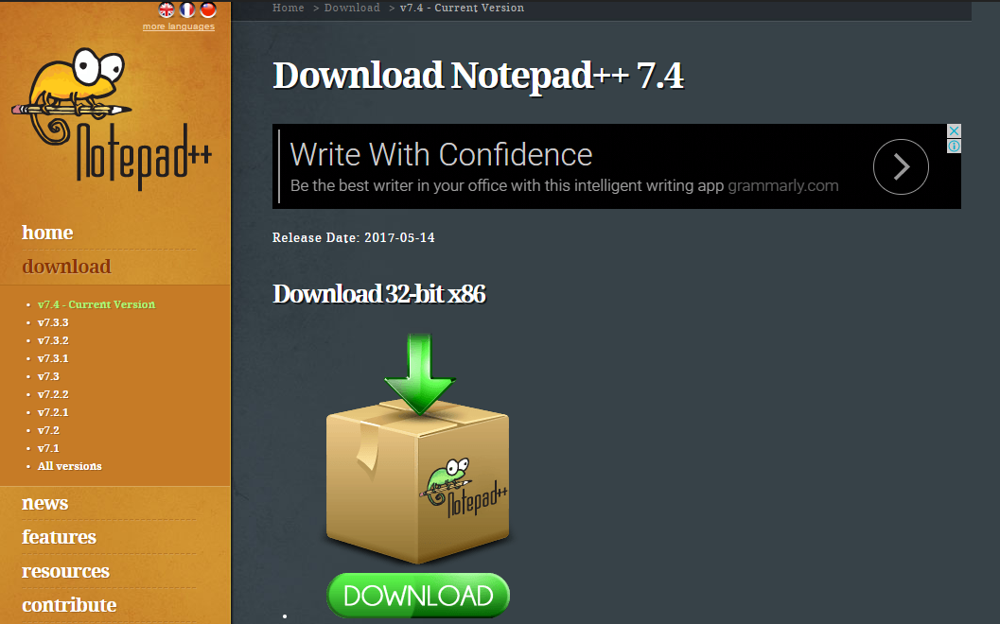 more languages
Notepad++
home
download
v7.4 - Current Version
v7.3.3
v7.3.2
v7.3.1
v7.3
v7.2.2
v7.2.1
v7.2
v7.1
All versions
news
features
resources
contribute
Home > Download > v7.4 - Current Version
Download Notepad++ 7.4
Write With Confidence
Be the best writer in your office with this intelligent writing app grammarly.com
Release Date: 2017-05-14
Download 32-bit x86
Notepad++
DOWNLOAD